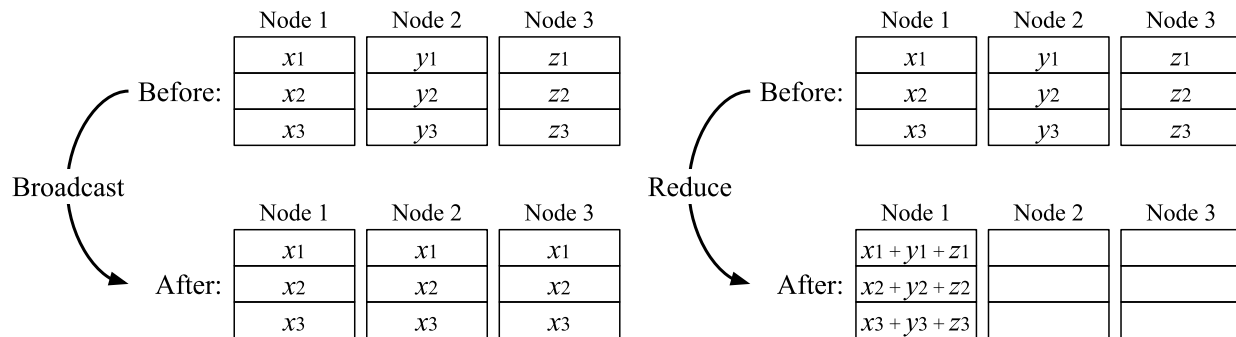 Node 1 Node 2 Node 3
Before:
x1 y1 z1
x2 y2 z2
x3 y3 z3
Broadcast
Node 1 Node 2 Node 3
After:
x1 x1 x1
x2 x2 x2
x3 x3 x3
Node 1 Node 2 Node 3
Before:
x1 y1 z1
x2 y2 z2
x3 y3 z3
Reduce
Node 1 Node 2 Node 3
After:
x1 + y1 + z1
x2 + y2 + z2
x3 + y3 + z3